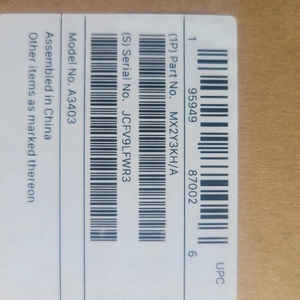 UPC
1 95949 87002 6
(1P) Part No. MX2Y3KH/A
(S) Serial No. JCFV9LFWR3
Model No. A3403
Assembled in China
Other items as marked thereon